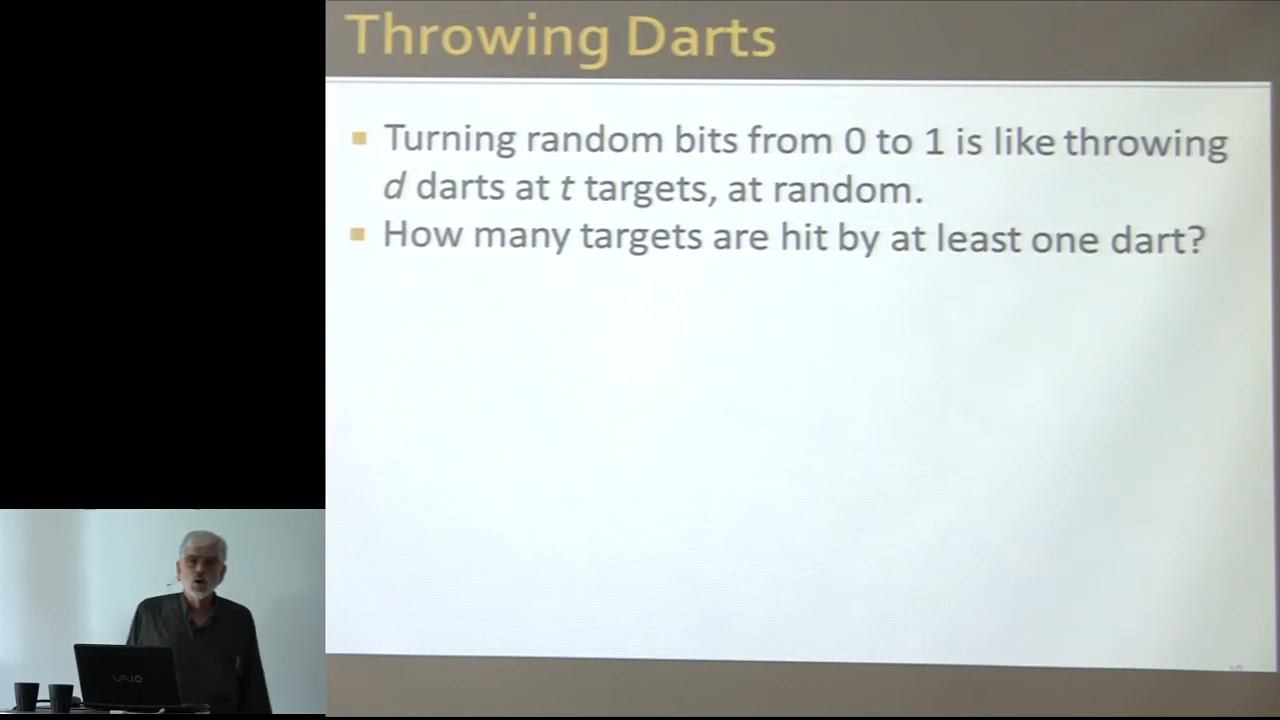 Throwing Darts
Turning random bits from 0 to 1 is like throwing
d darts at t targets, at random.
How many targets are hit by at least one dart?
VAIO